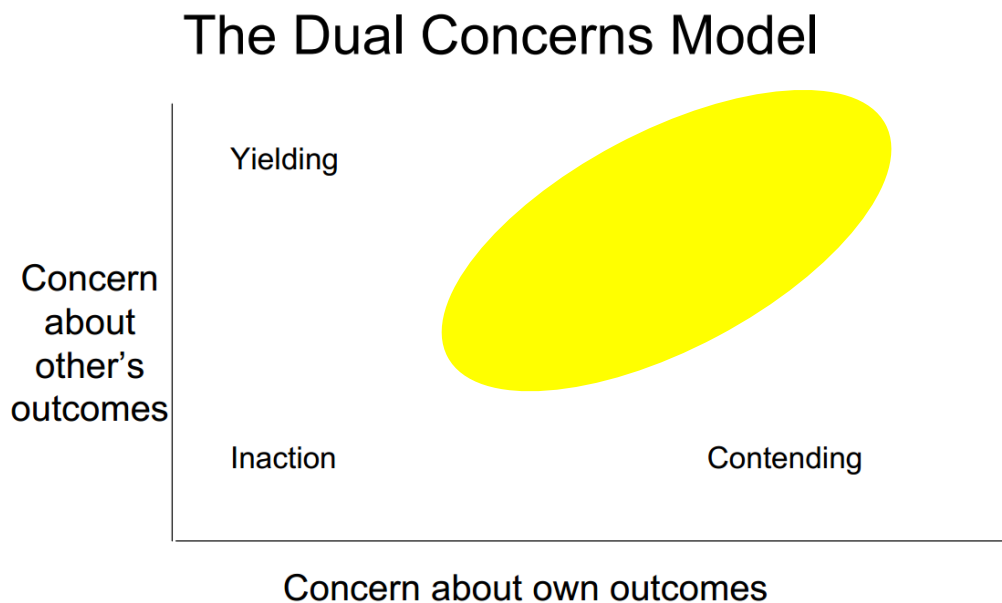 The Dual Concerns Model
Yielding
Concern
about
other’s
outcomes
Inaction
Contending
Concern about own outcomes